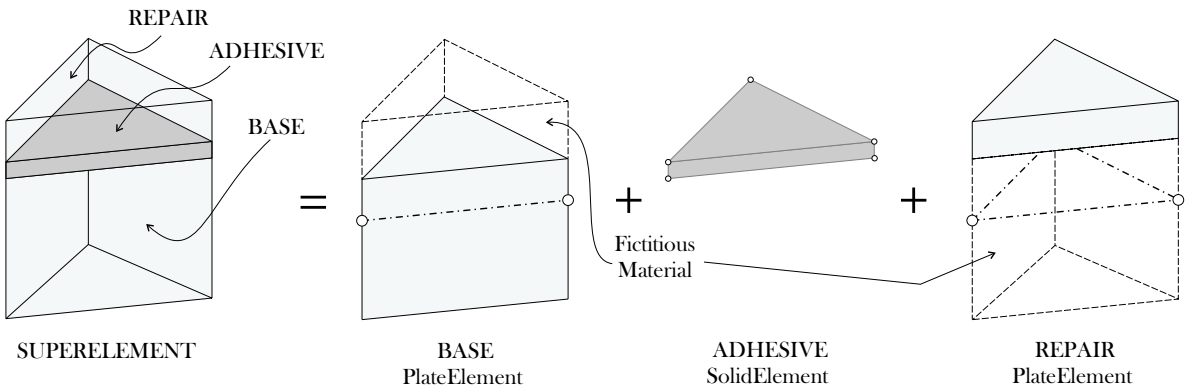 REPAIR
ADHESIVE
BASE
=
+
+
Fictitious
Material
SUPERELEMENT
BASE
PlateElement
ADHESIVE
SolidElement
REPAIR
PlateElement